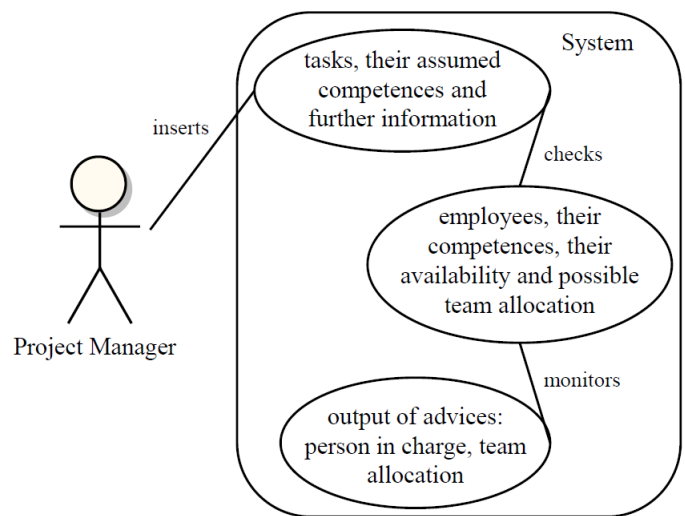 System
tasks, their assumed
competences and
further information
inserts
checks
employees, their
competences, their
availability and possible
team allocation
Project Manager
monitors
output of advices:
person in charge, team
allocation